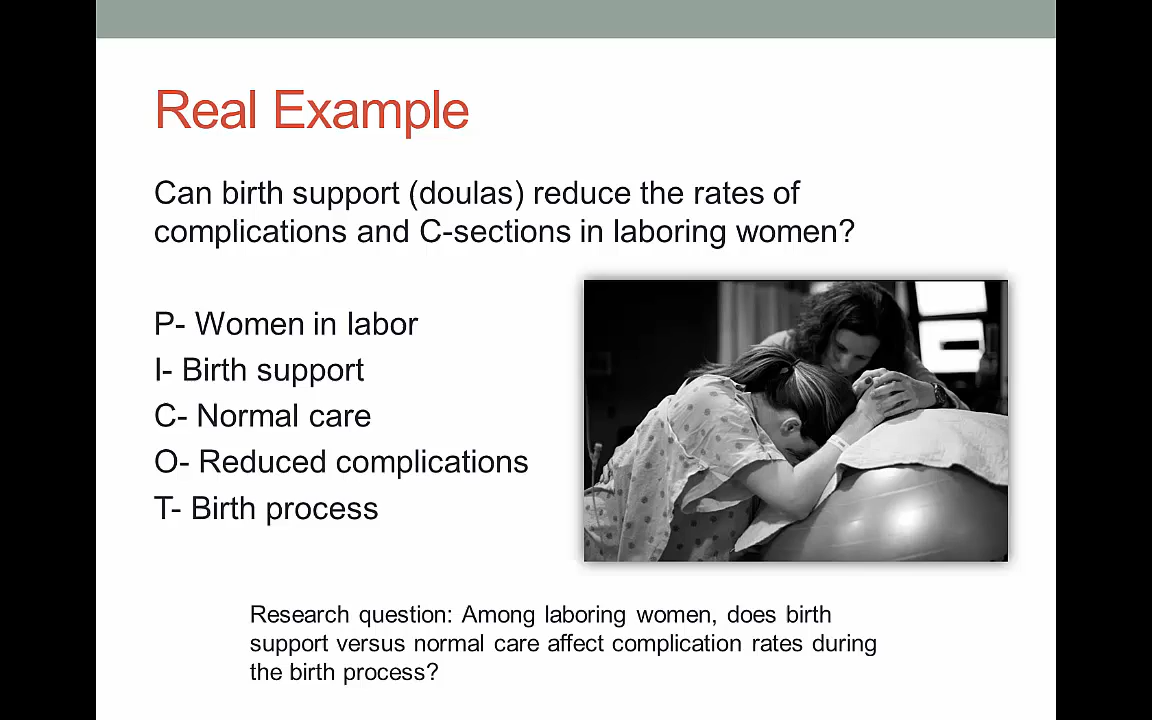 Real Example
Can birth support (doulas) reduce the rates of
complications and C-sections in laboring women?
P- Women in labor
I- Birth support
C- Normal care
O- Reduced complications
T- Birth process
Research question: Among laboring women, does birth
support versus normal care affect complication rates during
the birth process?